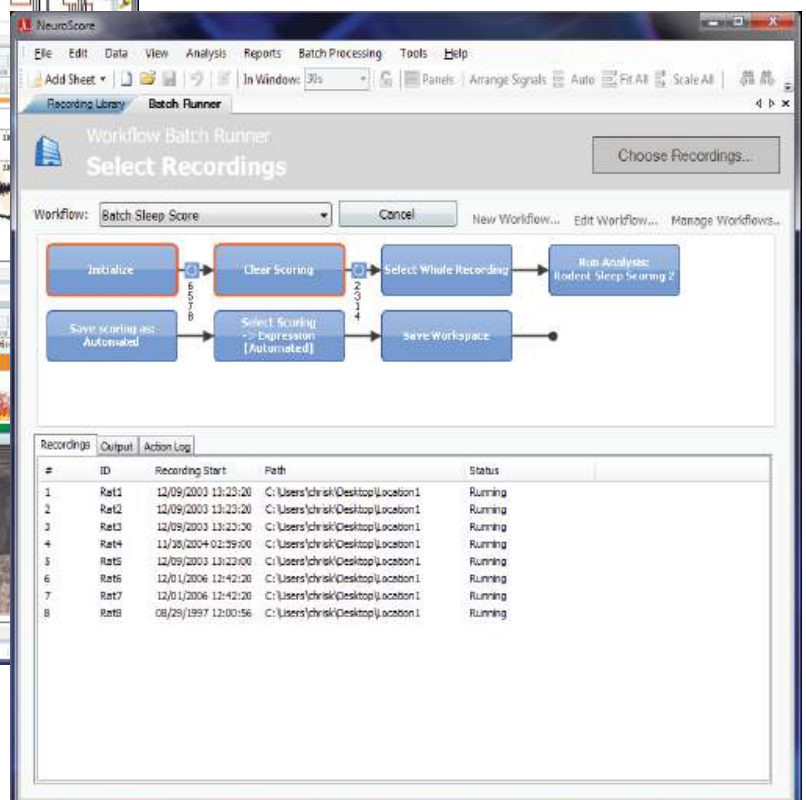 NeuroScore
File Edit Data View Analysis Reports Batch Processing Tools Help
Add Sheet In Window: 30s Panels Arrange Signals Auto Fit All Scale All
Recording Library Batch Runner
Workflow Batch Runner
Select Recordings
Choose Recordings...
Workflow: Batch Sleep Score Cancel New Workflow... Edit Workflow... Manage Workflows...
Initialize
Clear Scoring
Select Whole Recording
Run Analysis:
Rodent Sleep Scoring 2
6
5
7
8
2
3
1
4
Save scoring as:
Automated
Select Scoring
-> Expression
[Automated]
Save Workspace
Recordings Output Action Log
# ID Recording Start Path Status
1 Rat1 12/09/2003 13:23:20 C:\Users\chrisk\Desktop\Location1 Running
2 Rat2 12/09/2003 13:23:20 C:\Users\chrisk\Desktop\Location1 Running
3 Rat3 12/09/2003 13:23:30 C:\Users\chrisk\Desktop\Location1 Running
4 Rat4 11/18/2004 02:59:00 C:\Users\chrisk\Desktop\Location1 Running
5 Rat5 12/09/2003 13:23:00 C:\Users\chrisk\Desktop\Location1 Running
6 Rat6 12/01/2006 12:42:20 C:\Users\chrisk\Desktop\Location1 Running
7 Rat7 12/01/2006 12:42:20 C:\Users\chrisk\Desktop\Location1 Running
8 Rat8 08/29/1997 12:00:56 C:\Users\chrisk\Desktop\Location1 Running